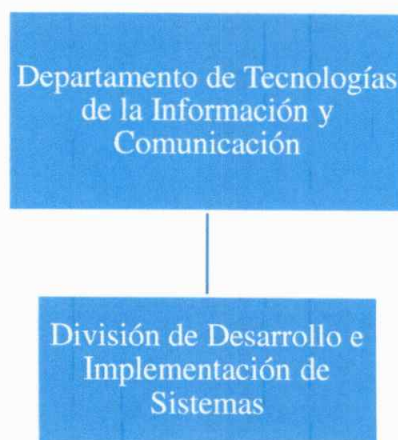 Departamento de Tecnologías
de la Información y
Comunicación
División de Desarrollo e
Implementación de
Sistemas